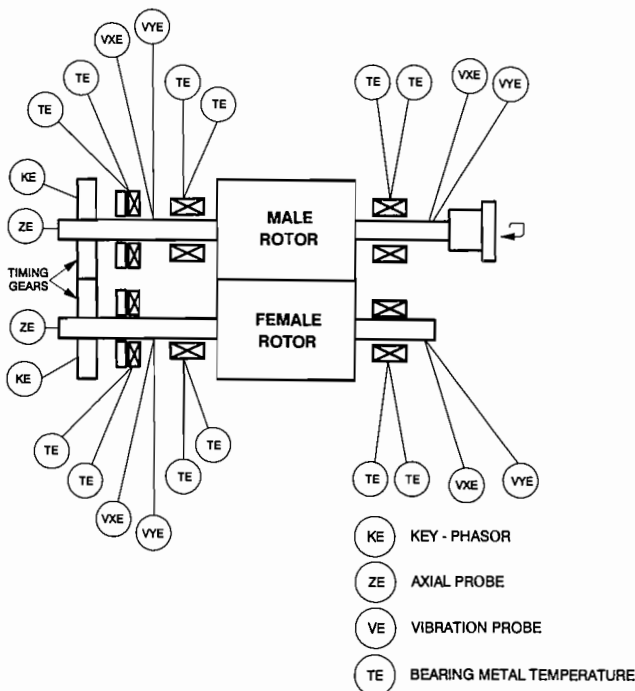 VYE
VXE
TE
TE
TE
TE
TE
TE
VXE
VYE
KE
ZE
MALE
ROTOR
TIMING
GEARS
ZE
FEMALE
ROTOR
KE
TE
TE
VXE
VYE
TE
TE
TE
TE
VXE
VYE
KE KEY - PHASOR
ZE AXIAL PROBE
VE VIBRATION PROBE
TE BEARING METAL TEMPERATURE